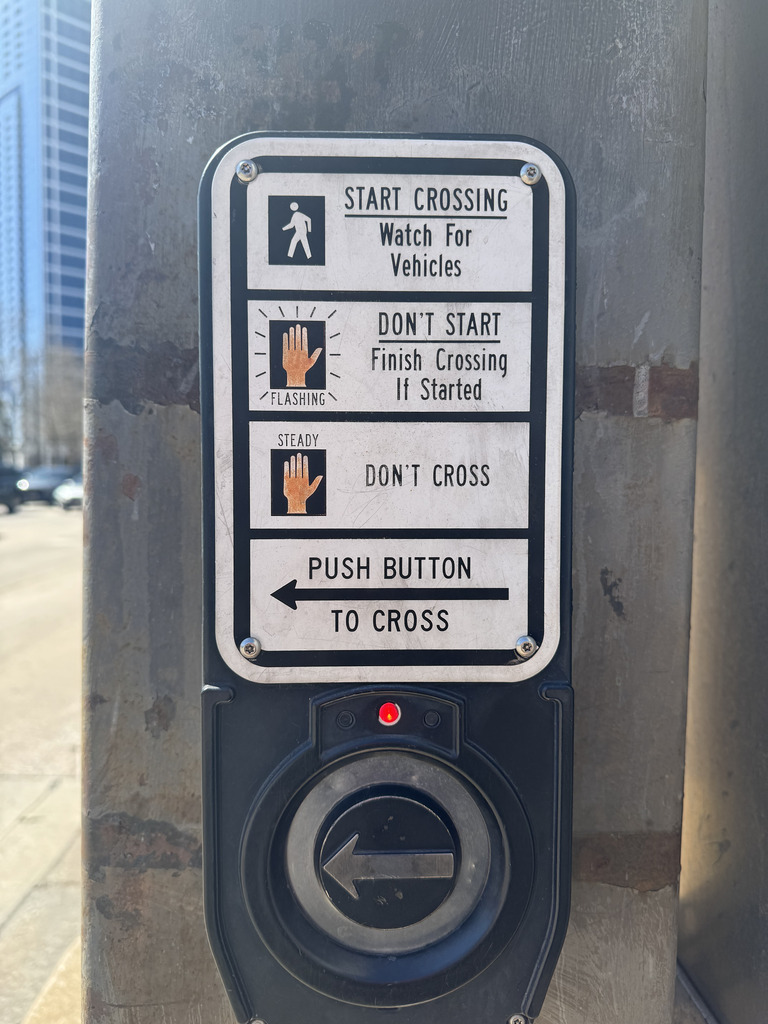 START CROSSING
Watch For
Vehicles
DON'T START
Finish Crossing
If Started
FLASHING
STEADY
DON'T CROSS
PUSH BUTTON
TO CROSS